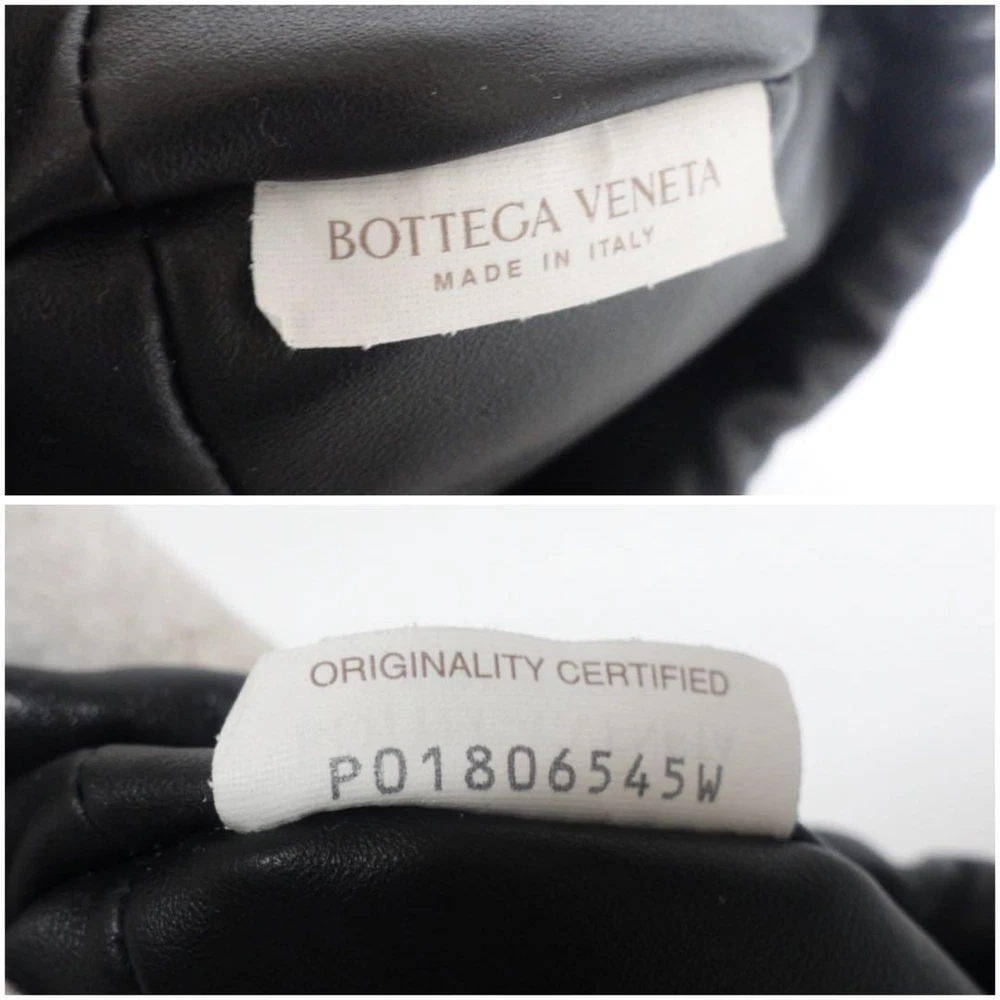 BOTTEGA VENETA
MADE IN ITALY
ORIGINALITY CERTIFIED
P01806545W